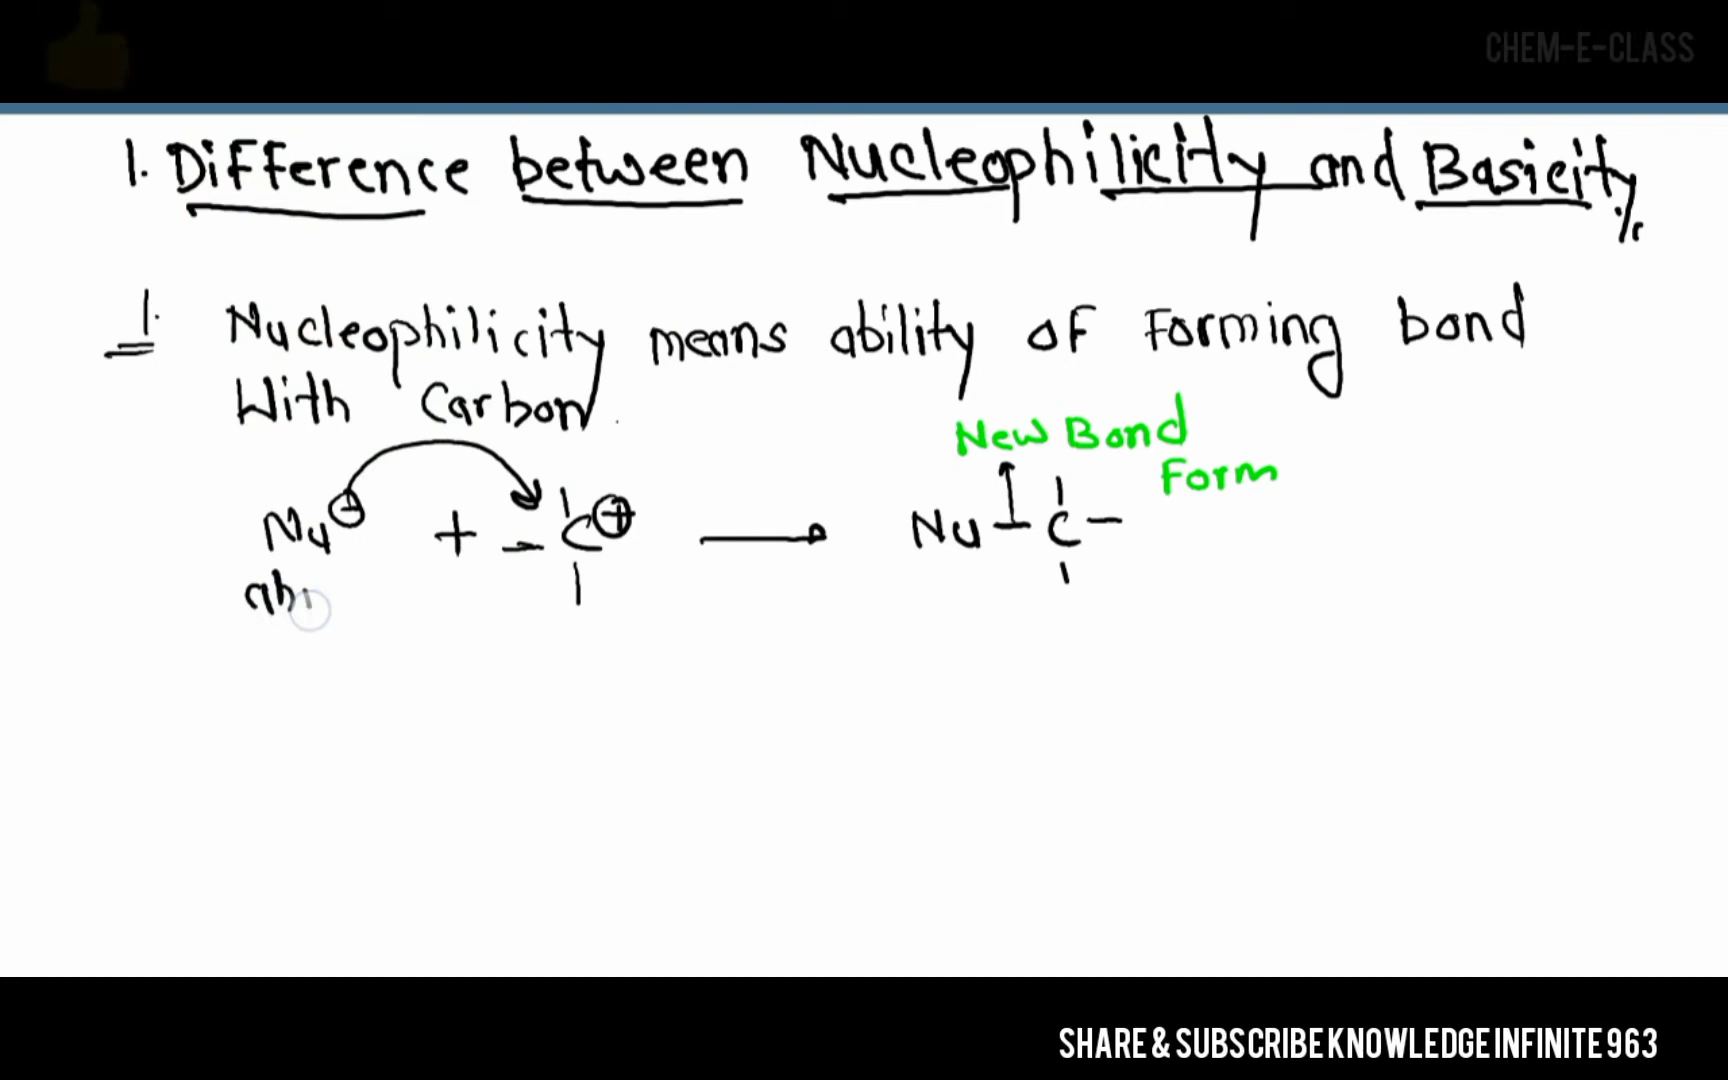 CHEM-E-CLASS
1. Difference between Nucleophilicity and Basicity
1. Nucleophilicity means ability of Forming bond
With Carbon
New Bond
Form
Nu⊖ + -C⊕ → Nu-C-
SHARE & SUBSCRIBE KNOWLEDGE INFINITE 963